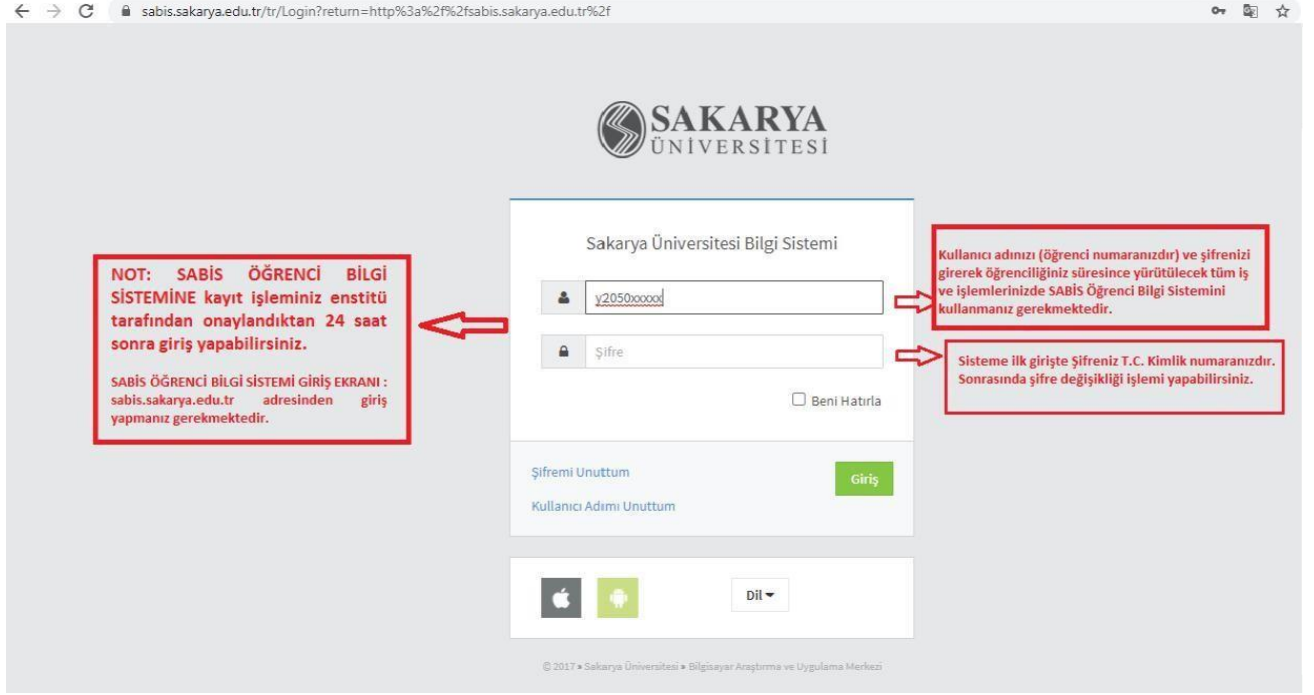 sabis.sakarya.edu.tr/tr/Login?return=http%3a%2f%2fsabis.sakarya.edu.tr%2f
SAKARYA
ÜNİVERSİTESİ
Sakarya Üniversitesi Bilgi Sistemi
y2050xxxxx
Şifre
Beni Hatırla
Şifremi Unuttum
Giriş
Kullanıcı Adımı Unuttum
Dil
© 2017 » Sakarya Üniversitesi » Bilgisayar Araştırma ve Uygulama Merkezi
NOT: SABİS ÖĞRENCİ BİLGİ
SİSTEMİNE kayıt işleminiz enstitü
tarafından onaylandıktan 24 saat
sonra giriş yapabilirsiniz.
SABİS ÖĞRENCİ BİLGİ SİSTEMİ GİRİŞ EKRANI :
sabis.sakarya.edu.tr adresinden giriş
yapmanız gerekmektedir.
Kullanıcı adınızı (öğrenci numaranızdır) ve şifrenizi
girerek öğrenciliğiniz süresince yürütülecek tüm iş
ve işlemlerinizde SABİS Öğrenci Bilgi Sistemini
kullanmanız gerekmektedir.
Sisteme ilk girişte Şifreniz T.C. Kimlik numaranızdır.
Sonrasında şifre değişikliği işlemi yapabilirsiniz.